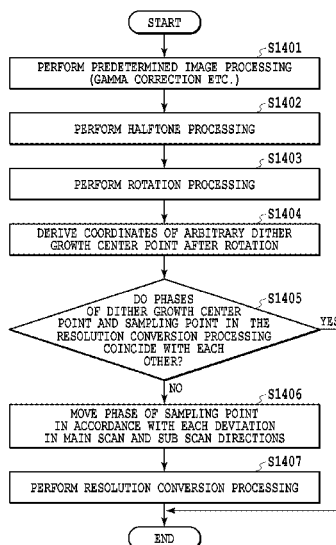 START
S1401
PERFORM PREDETERMINED IMAGE PROCESSING
(GAMMA CORRECTION ETC.)
S1402
PERFORM HALFTONE PROCESSING
S1403
PERFORM ROTATION PROCESSING
S1404
DERIVE COORDINATES OF ARBITRARY DITHER
GROWTH CENTER POINT AFTER ROTATION
S1405
DO PHASES
OF DITHER GROWTH CENTER
POINT AND SAMPLING POINT IN THE
RESOLUTION CONVERSION PROCESSING
COINCIDE WITH EACH
OTHER?
YES
NO
S1406
MOVE PHASE OF SAMPLING POINT
IN ACCORDANCE WITH EACH DEVIATION
IN MAIN SCAN AND SUB SCAN DIRECTIONS
S1407
PERFORM RESOLUTION CONVERSION PROCESSING
END